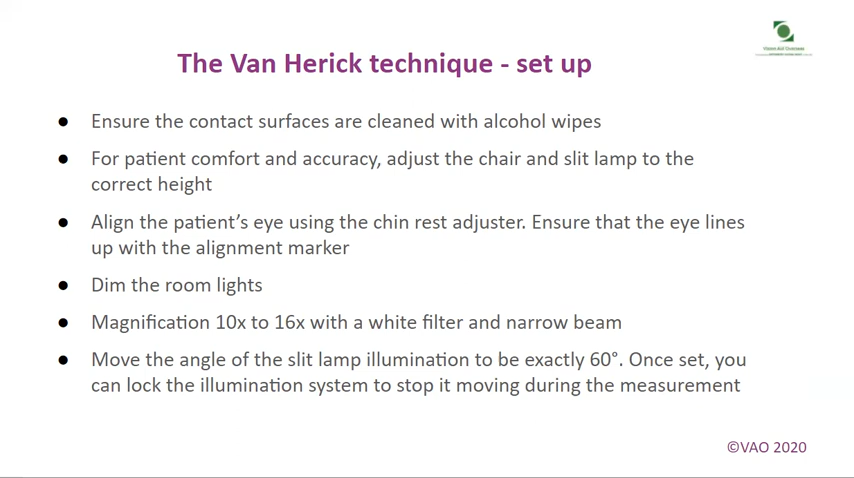 The Van Herick technique - set up
Vision Aid Overseas
● Ensure the contact surfaces are cleaned with alcohol wipes
● For patient comfort and accuracy, adjust the chair and slit lamp to the
correct height
● Align the patient's eye using the chin rest adjuster. Ensure that the eye lines
up with the alignment marker
● Dim the room lights
● Magnification 10x to 16x with a white filter and narrow beam
● Move the angle of the slit lamp illumination to be exactly 60°. Once set, you
can lock the illumination system to stop it moving during the measurement
©VAO 2020